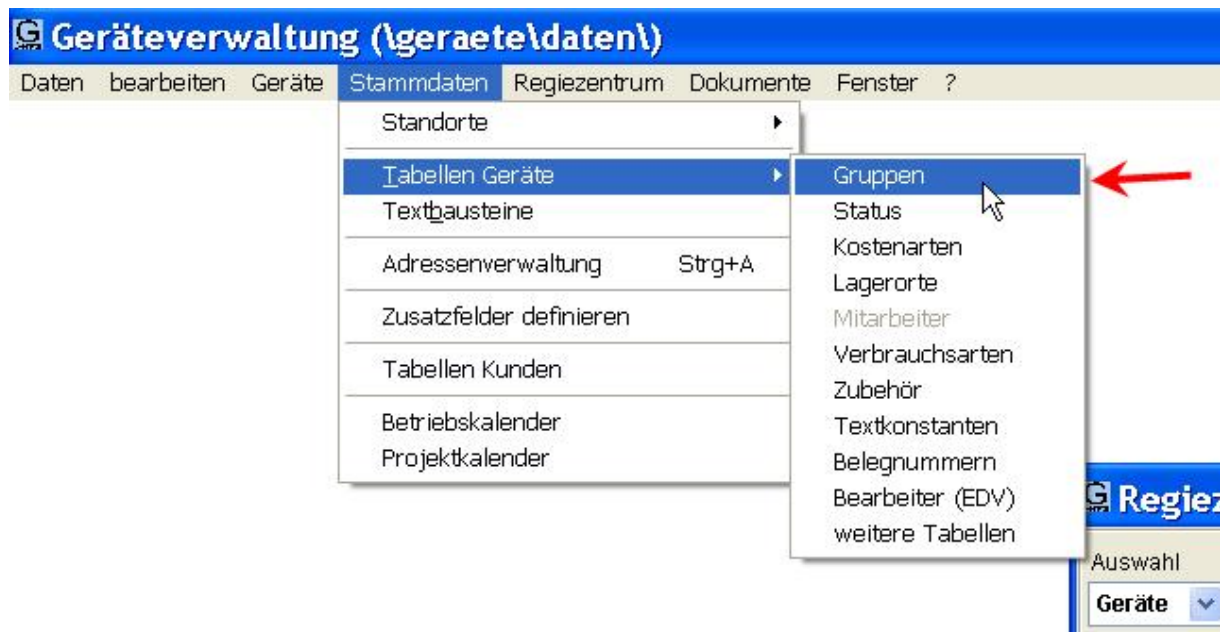 Geräteverwaltung (\geraete\daten\)
Daten bearbeiten Geräte Stammdaten Regiezentrum Dokumente Fenster ?
Standorte
Tabellen Geräte
Textbausteine
Adressenverwaltung Strg+A
Zusatzfelder definieren
Tabellen Kunden
Betriebskalender
Projektkalender
Gruppen
Status
Kostenarten
Lagerorte
Mitarbeiter
Verbrauchsarten
Zubehör
Textkonstanten
Belegnummern
Bearbeiter (EDV)
weitere Tabellen
Regiez
Auswahl
Geräte